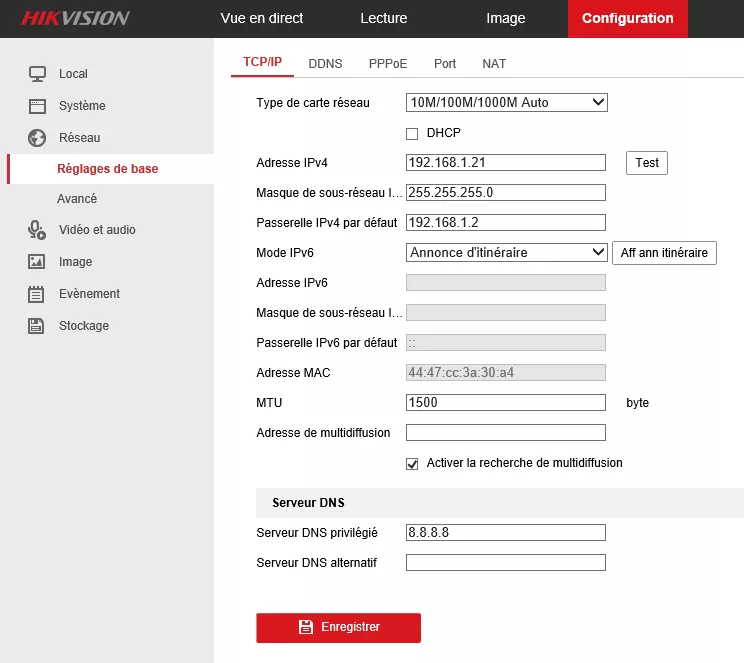 HIKVISION
Vue en direct Lecture Image Configuration
Local
Système
Réseau
Réglages de base
Avancé
Vidéo et audio
Image
Evènement
Stockage
TCP/IP DDNS PPPoE Port NAT
Type de carte réseau 10M/100M/1000M Auto
DHCP
Adresse IPv4 192.168.1.21 Test
Masque de sous-réseau I... 255.255.255.0
Passerelle IPv4 par défaut 192.168.1.2
Mode IPv6 Annonce d'itinéraire Aff ann itinéraire
Adresse IPv6
Masque de sous-réseau I...
Passerelle IPv6 par défaut ::
Adresse MAC 44:47:cc:3a:30:a4
MTU 1500 byte
Adresse de multidiffusion
Activer la recherche de multidiffusion
Serveur DNS
Serveur DNS privilégié 8.8.8.8
Serveur DNS alternatif
Enregistrer